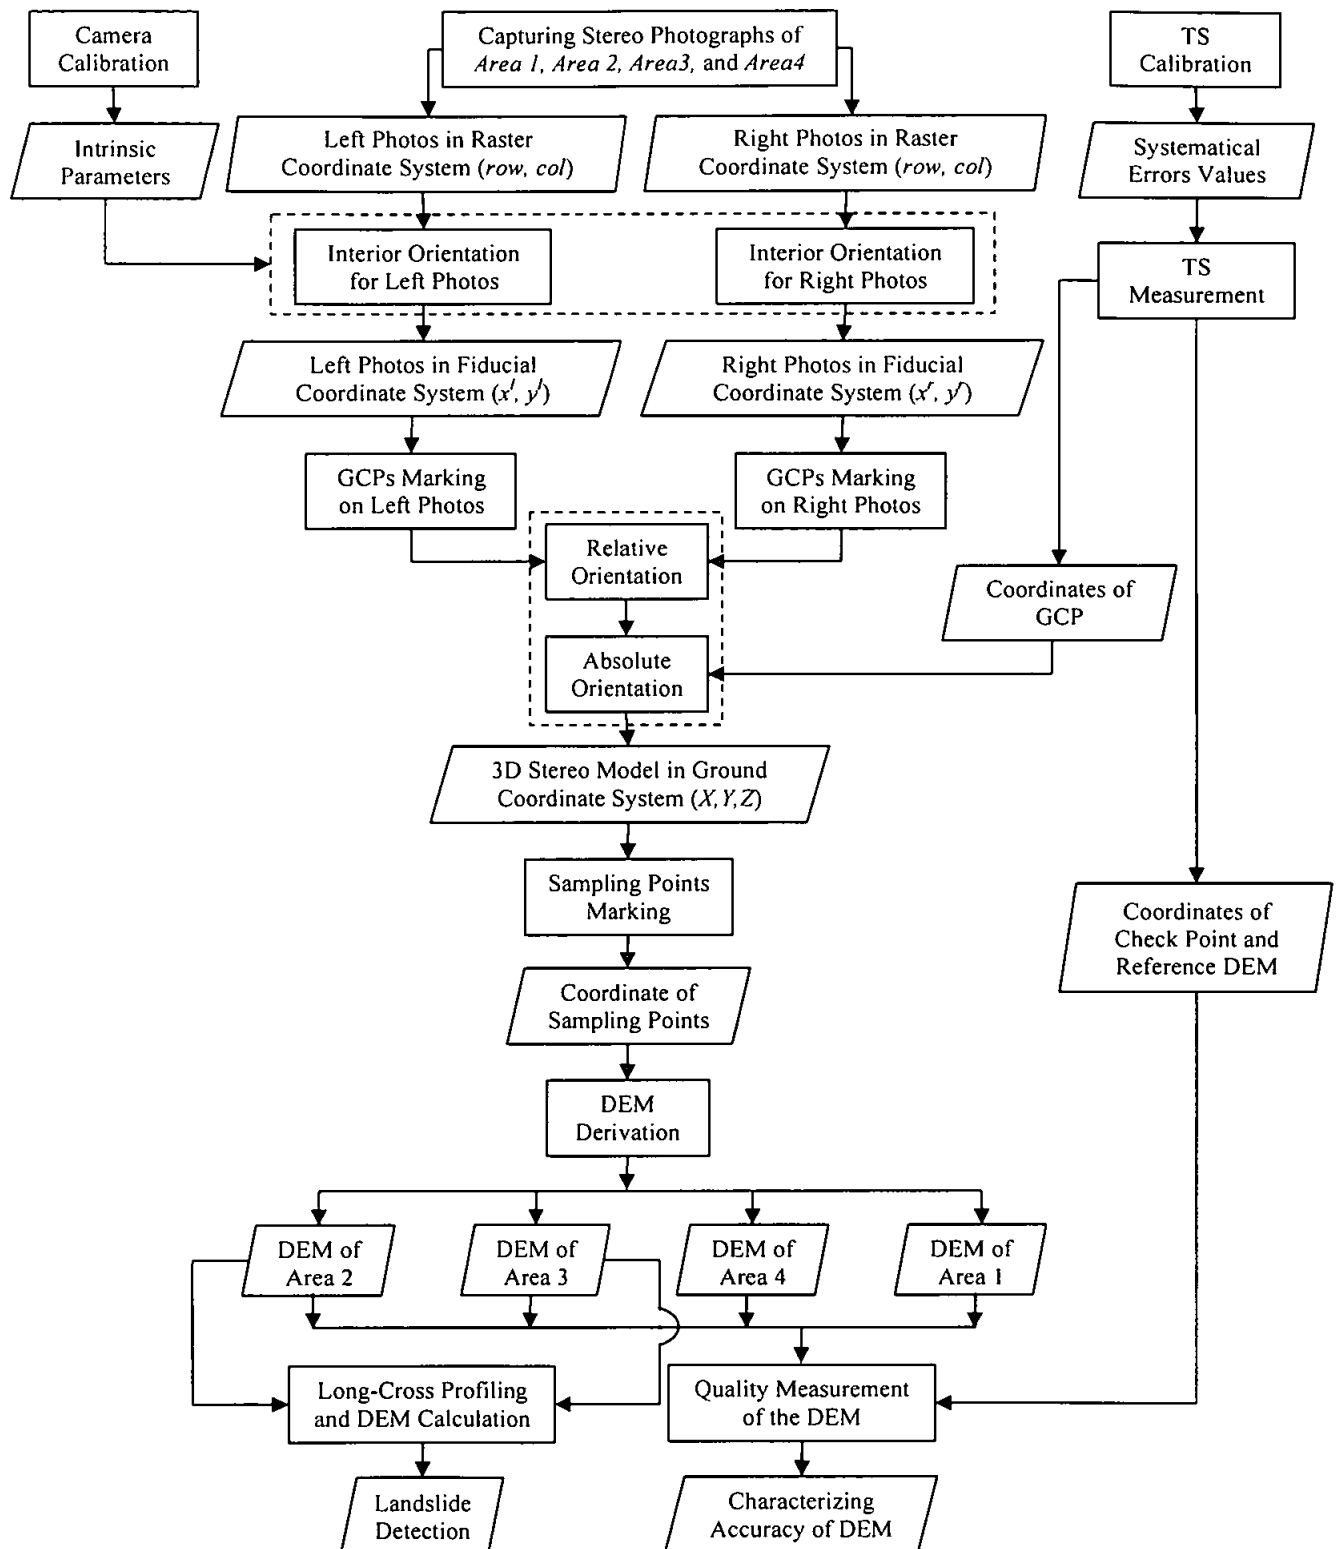 Camera
Calibration
Capturing Stereo Photographs of
Area 1, Area 2, Area3, and Area4
TS
Calibration
Intrinsic
Parameters
Left Photos in Raster
Coordinate System (row, col)
Right Photos in Raster
Coordinate System (row, col)
Systematical
Errors Values
Interior Orientation
for Left Photos
Interior Orientation
for Right Photos
TS
Measurement
Left Photos in Fiducial
Coordinate System (xˡ, yˡ)
Right Photos in Fiducial
Coordinate System (xʳ, yʳ)
GCPs Marking
on Left Photos
GCPs Marking
on Right Photos
Relative
Orientation
Coordinates of
GCP
Absolute
Orientation
3D Stereo Model in Ground
Coordinate System (X,Y,Z)
Sampling Points
Marking
Coordinates of
Check Point and
Reference DEM
Coordinate of
Sampling Points
DEM
Derivation
DEM of
Area 2
DEM of
Area 3
DEM of
Area 4
DEM of
Area 1
Long-Cross Profiling
and DEM Calculation
Quality Measurement
of the DEM
Landslide
Detection
Characterizing
Accuracy of DEM